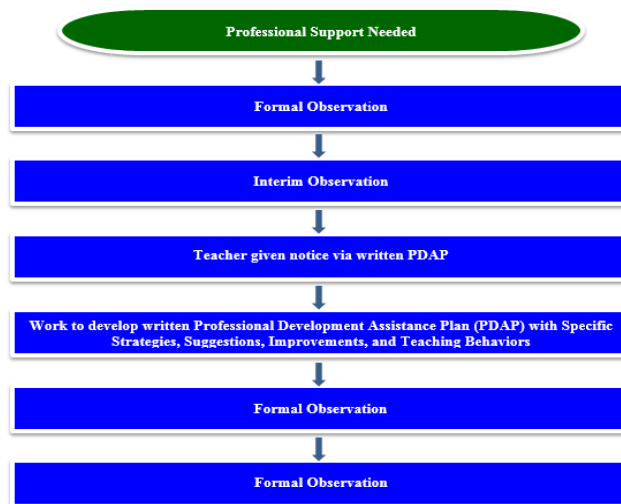 Professional Support Needed
Formal Observation
Interim Observation
Teacher given notice via written PDAP
Work to develop written Professional Development Assistance Plan (PDAP) with Specific
Strategies, Suggestions, Improvements, and Teaching Behaviors
Formal Observation
Formal Observation